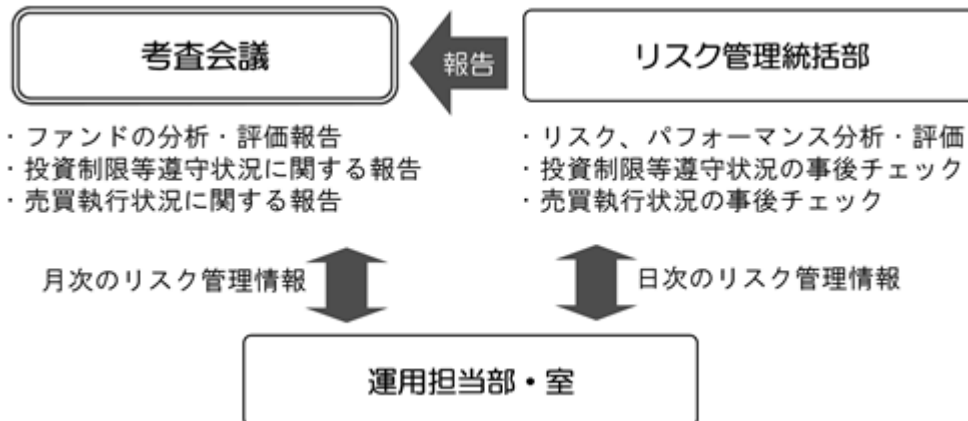 考査会議
報告
リスク管理統括部
・ファンドの分析・評価報告
・投資制限等遵守状況に関する報告
・売買執行状況に関する報告
・リスク、パフォーマンス分析・評価
・投資制限等遵守状況の事後チェック
・売買執行状況の事後チェック
月次のリスク管理情報
日次のリスク管理情報
運用担当部・室